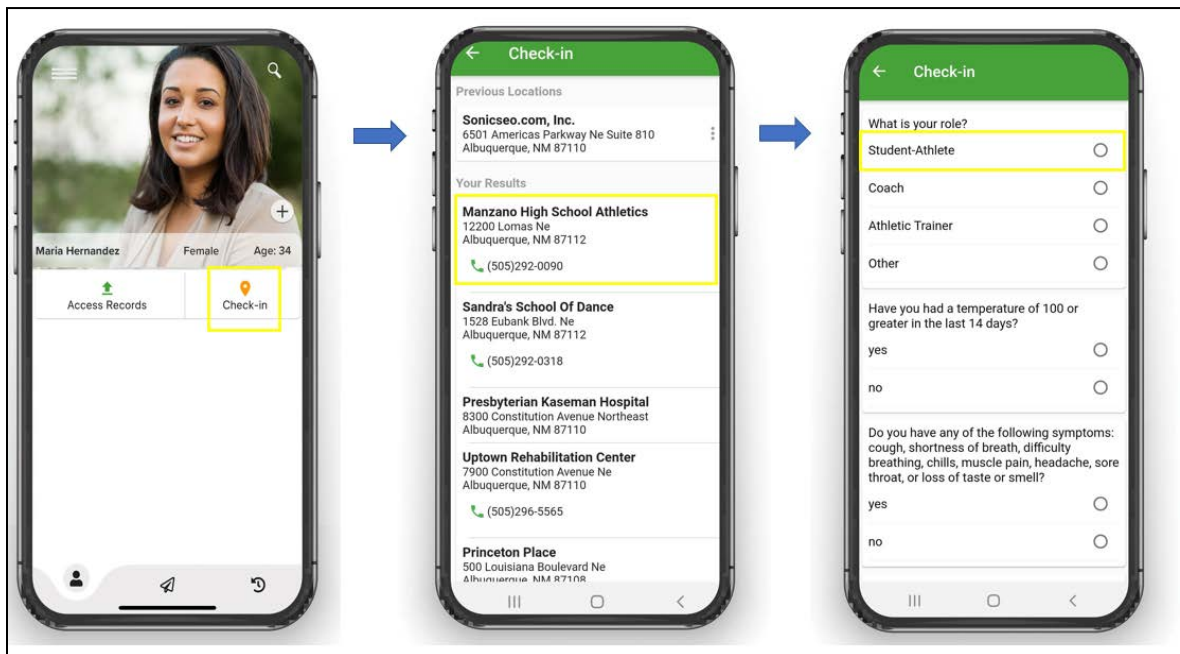 Maria Hernandez Female Age: 34
Access Records Check-in
Check-in
Previous Locations
Sonicseo.com, Inc.
6501 Americas Parkway Ne Suite 810
Albuquerque, NM 87110
Your Results
Manzano High School Athletics
12200 Lomas Ne
Albuquerque, NM 87112
(505)292-0090
Sandra's School Of Dance
1528 Eubank Blvd. Ne
Albuquerque, NM 87112
(505)292-0318
Presbyterian Kaseman Hospital
8300 Constitution Avenue Northeast
Albuquerque, NM 87110
Uptown Rehabilitation Center
7900 Constitution Avenue Ne
Albuquerque, NM 87110
(505)296-5565
Princeton Place
500 Louisiana Boulevard Ne
Albuquerque, NM 87108
Check-in
What is your role?
Student-Athlete
Coach
Athletic Trainer
Other
Have you had a temperature of 100 or
greater in the last 14 days?
yes
no
Do you have any of the following symptoms:
cough, shortness of breath, difficulty
breathing, chills, muscle pain, headache, sore
throat, or loss of taste or smell?
yes
no